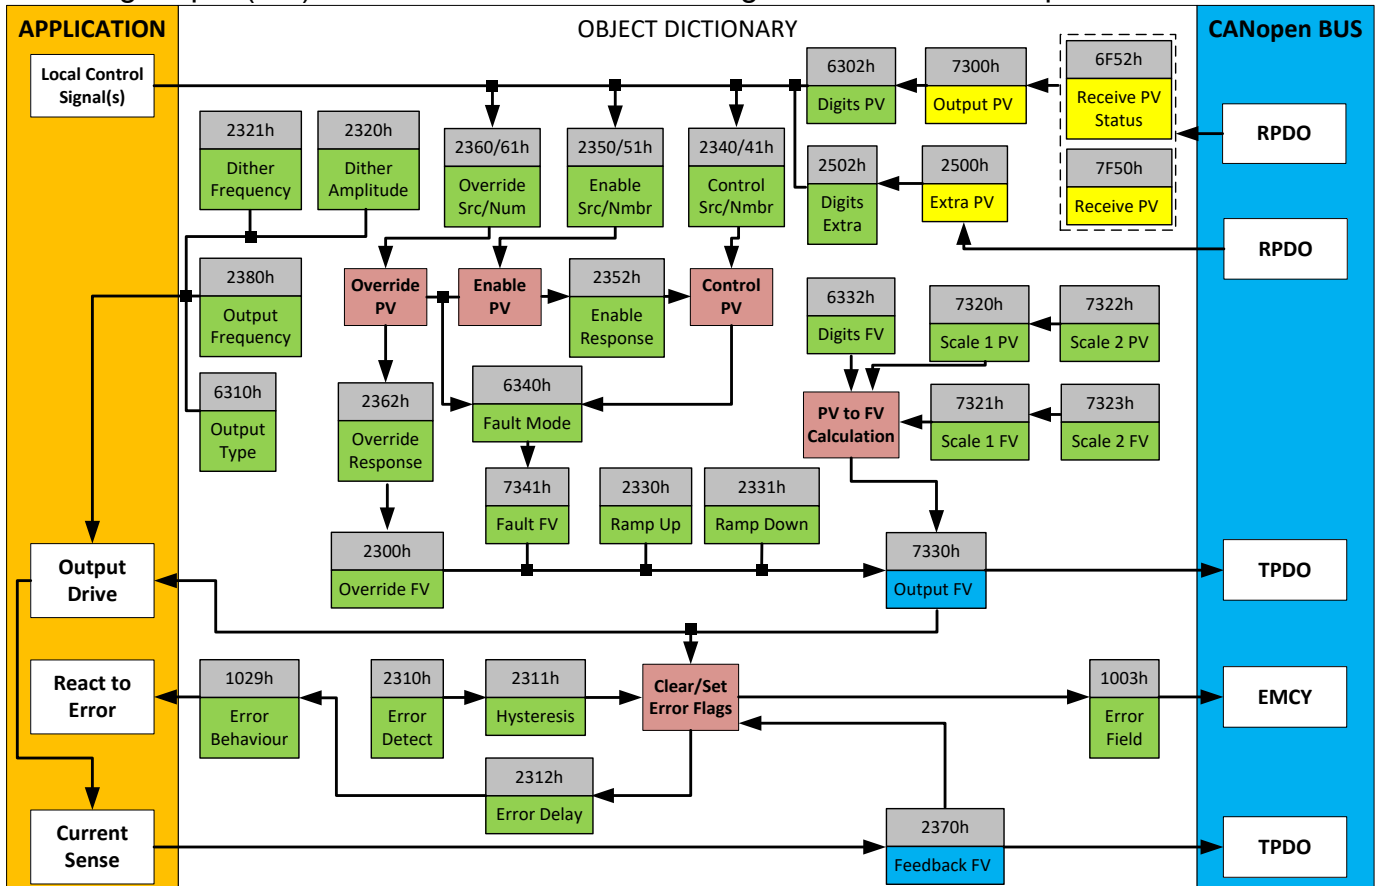 APPLICATION
OBJECT DICTIONARY
CANopen BUS
Local Control
Signal(s)
6302h
Digits PV
7300h
Output PV
6F52h
Receive PV
Status
RPDO
2321h
Dither
Frequency
2320h
Dither
Amplitude
2360/61h
Override
Src/Num
2350/51h
Enable
Src/Nmbr
2340/41h
Control
Src/Nmbr
2502h
Digits
Extra
2500h
Extra PV
7F50h
Receive PV
RPDO
2380h
Output
Frequency
Override
PV
Enable
PV
2352h
Enable
Response
Control
PV
6332h
Digits FV
7320h
Scale 1 PV
7322h
Scale 2 PV
6310h
Output
Type
2362h
Override
Response
6340h
Fault Mode
PV to FV
Calculation
7321h
Scale 1 FV
7323h
Scale 2 FV
7341h
Fault FV
2330h
Ramp Up
2331h
Ramp Down
Output
Drive
2300h
Override FV
7330h
Output FV
TPDO
React to
Error
1029h
Error
Behaviour
2310h
Error
Detect
2311h
Hysteresis
Clear/Set
Error Flags
1003h
Error
Field
EMCY
2312h
Error Delay
Current
Sense
2370h
Feedback FV
TPDO